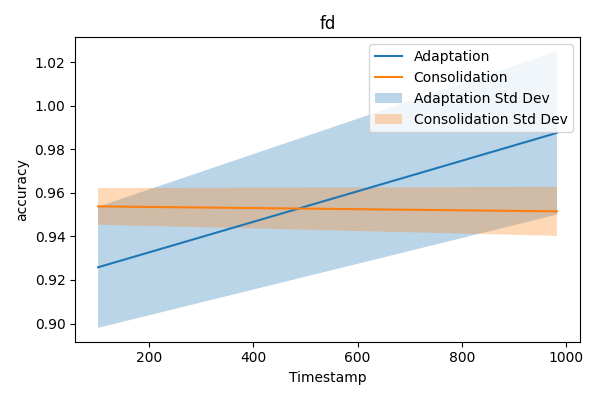 fd
Adaptation
Consolidation
Adaptation Std Dev
Consolidation Std Dev
accuracy
1.02
1.00
0.98
0.96
0.94
0.92
0.90
200
400
600
800
1000
Timestamp